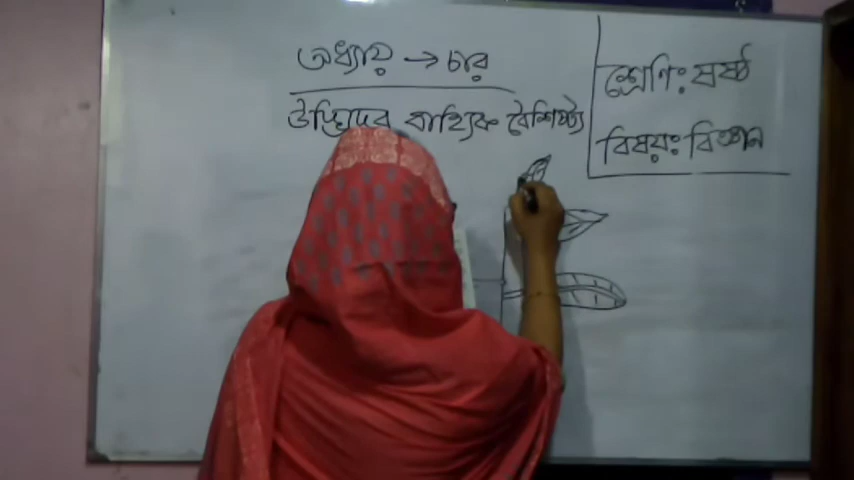 অধ্যায় → চার
উদ্ভিদের বাহ্যিক বৈশিষ্ট্য
শ্রেণি: ষষ্ঠ
বিষয়: বিজ্ঞান